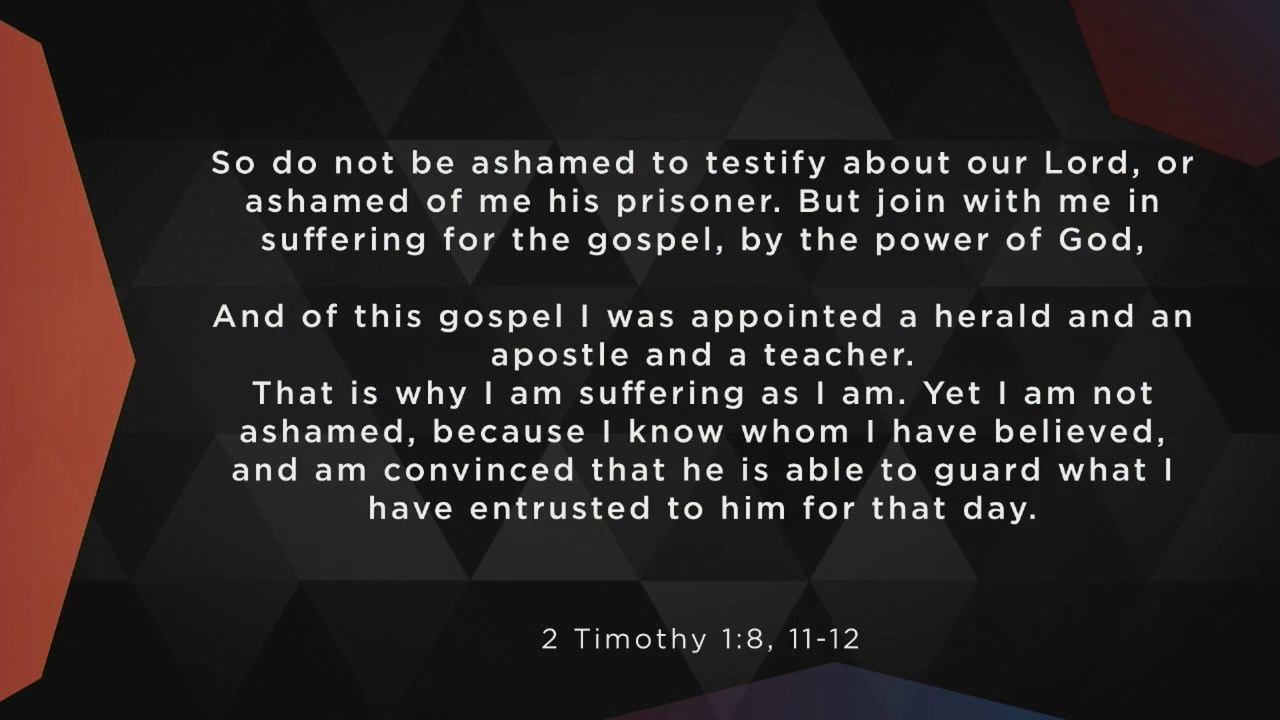 So do not be ashamed to testify about our Lord, or
ashamed of me his prisoner. But join with me in
suffering for the gospel, by the power of God,
And of this gospel I was appointed a herald and an
apostle and a teacher.
That is why I am suffering as I am. Yet I am not
ashamed, because I know whom I have believed,
and am convinced that he is able to guard what I
have entrusted to him for that day.
2 Timothy 1:8, 11-12